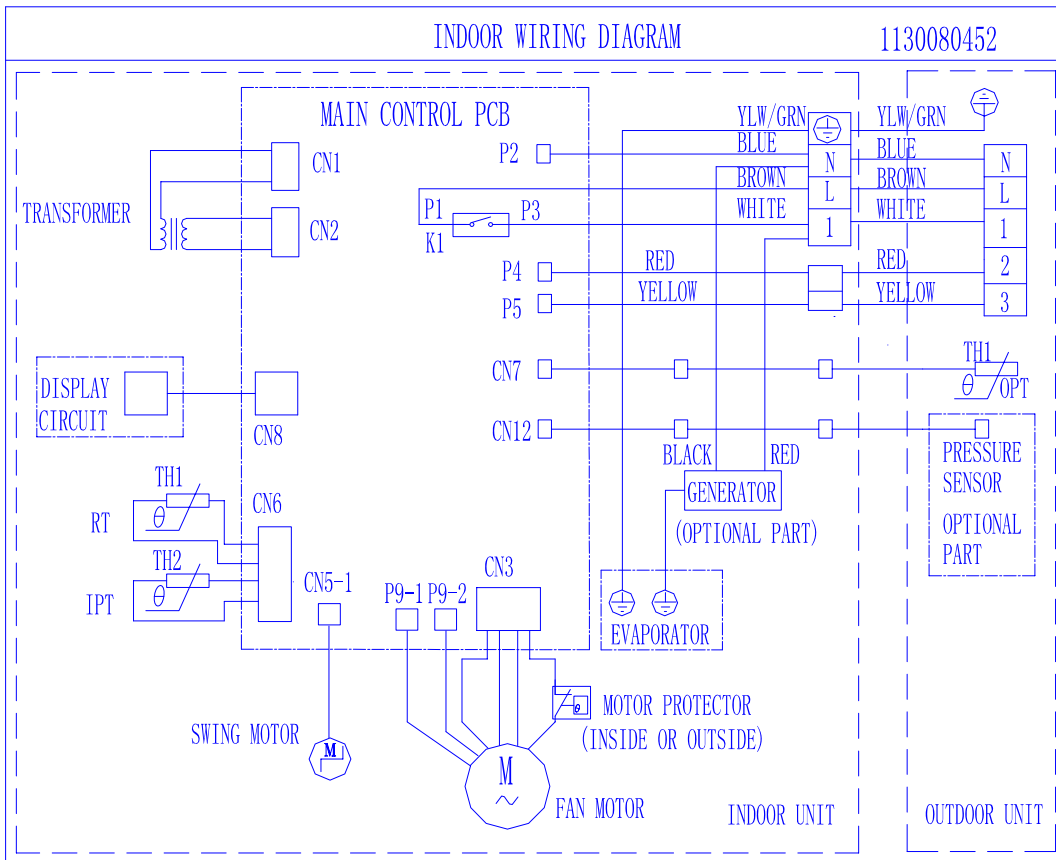 INDOOR WIRING DIAGRAM 1130080452
MAIN CONTROL PCB
TRANSFORMER
CN1
CN2
P2
P1 P3
K1
P4
P5
YLW/GRN
BLUE
BROWN
WHITE
RED
YELLOW
N
L
1
YLW/GRN
BLUE
BROWN
WHITE
RED
YELLOW
N
L
1
2
3
DISPLAY
CIRCUIT
CN8
CN7
CN12
TH1
θ OPT
BLACK RED
GENERATOR
(OPTIONAL PART)
PRESSURE
SENSOR
OPTIONAL
PART
TH1
θ
RT
TH2
θ
IPT
CN6
CN5-1
P9-1 P9-2
CN3
EVAPORATOR
SWING MOTOR
M
θ
MOTOR PROTECTOR
(INSIDE OR OUTSIDE)
M
FAN MOTOR
INDOOR UNIT
OUTDOOR UNIT